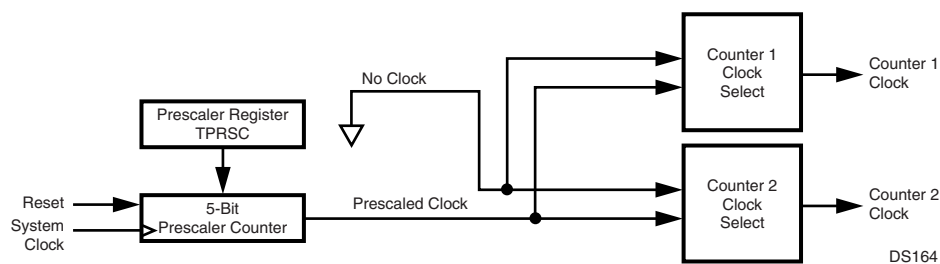 Counter 1
Clock
Select
Counter 1
Clock
No Clock
Prescaler Register
TPRSC
Reset
System
Clock
5-Bit
Prescaler Counter
Prescaled Clock
Counter 2
Clock
Select
Counter 2
Clock
DS164